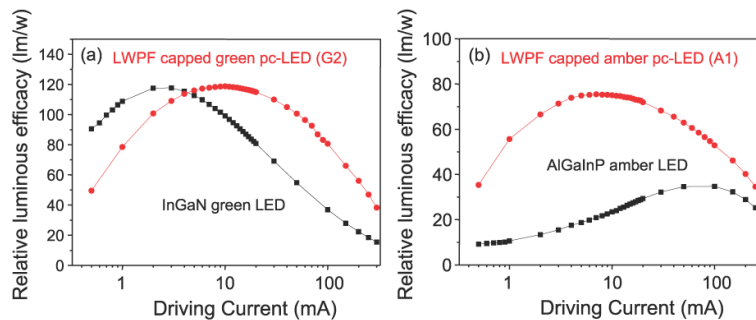 (a) LWPF capped green pc-LED (G2)
Relative luminous efficacy (lm/w)
140
120
100
80
60
40
20
0
InGaN green LED
1 10 100
Driving Current (mA)
(b) LWPF capped amber pc-LED (A1)
Relative luminous efficacy (lm/w)
100
80
60
40
20
0
AlGaInP amber LED
1 10 100
Driving Current (mA)